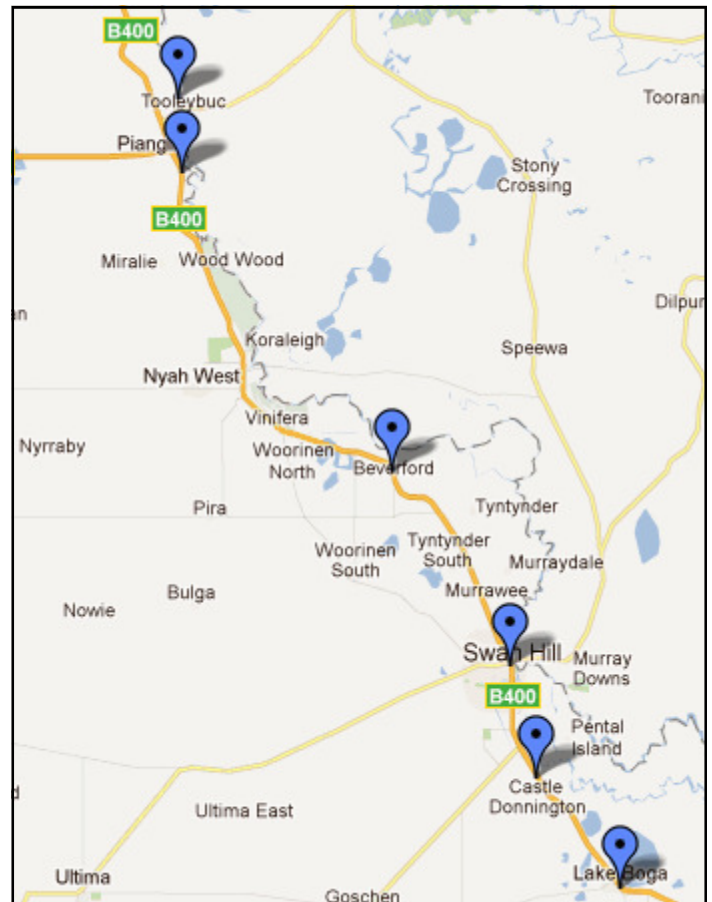 B400
Tooleybuc
Toorani
Piang
Stony
Crossing
B400
Miralie
Wood Wood
Dilpur
an
Koraleigh
Speewa
Nyah West
Vinifera
Nyrraby
Woorinen
North
Beverford
Pira
Tyntynder
Woorinen
South
Tyntynder
South
Murraydale
Bulga
Murrawee
Nowie
Swan Hill
Murray
Downs
B400
Pental
Island
d
Castle
Donnington
Ultima East
Lake Boga
Ultima
Goschen